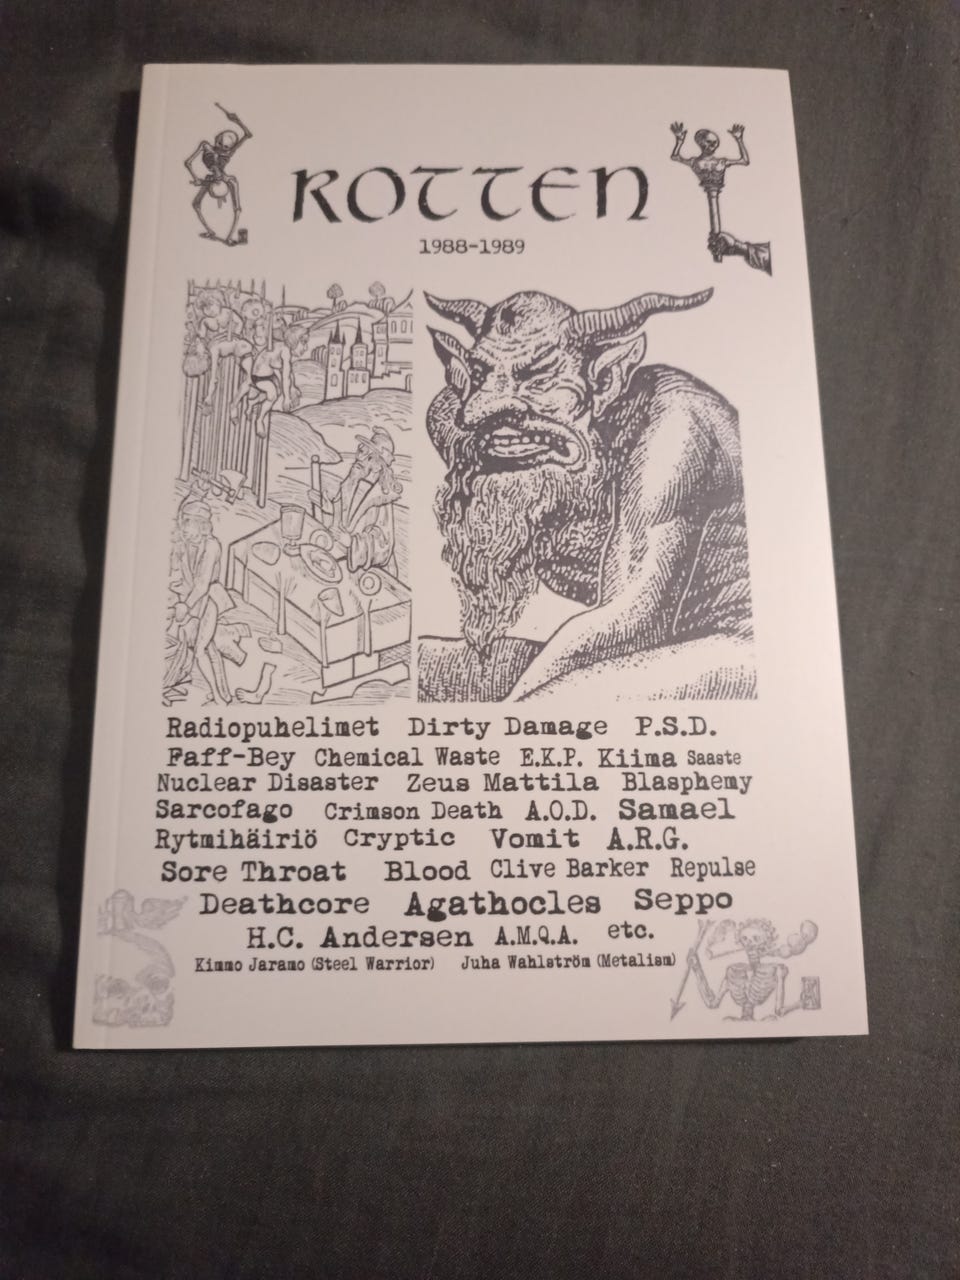 ROTTEN
1988-1989
Radiopuhelimet Dirty Damage P.S.D.
Faff-Bey Chemical Waste E.K.P. Kiima Saaste
Nuclear Disaster Zeus Mattila Blasphemy
Sarcofago Crimson Death A.O.D. Samael
Rytmihäiriö Cryptic Vomit A.R.G.
Sore Throat Blood Clive Barker Repulse
Deathcore Agathocles Seppo
H.C. Andersen A.M.Q.A. etc.
Kimmo Jaramo (Steel Warrior) Juha Wahlström (Metalism)